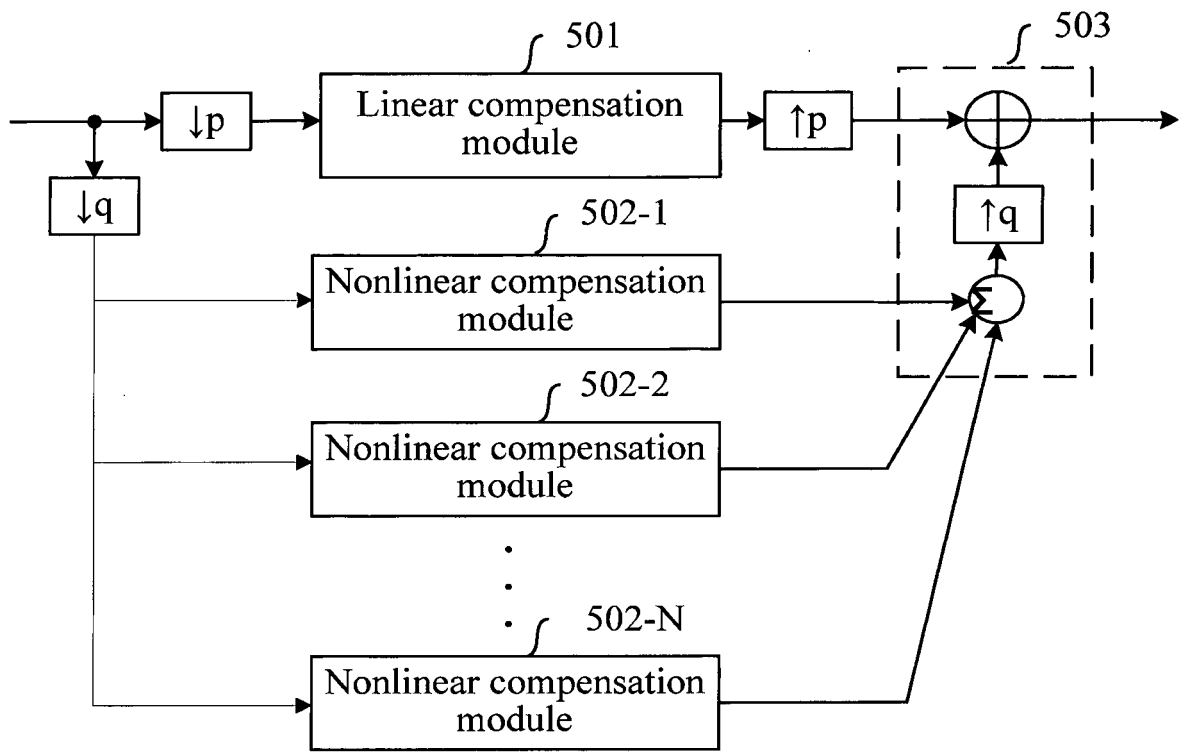 501
503
↓p
Linear compensation
module
↑p
↓q
502-1
↑q
Nonlinear compensation
module
Σ
502-2
Nonlinear compensation
module
502-N
Nonlinear compensation
module